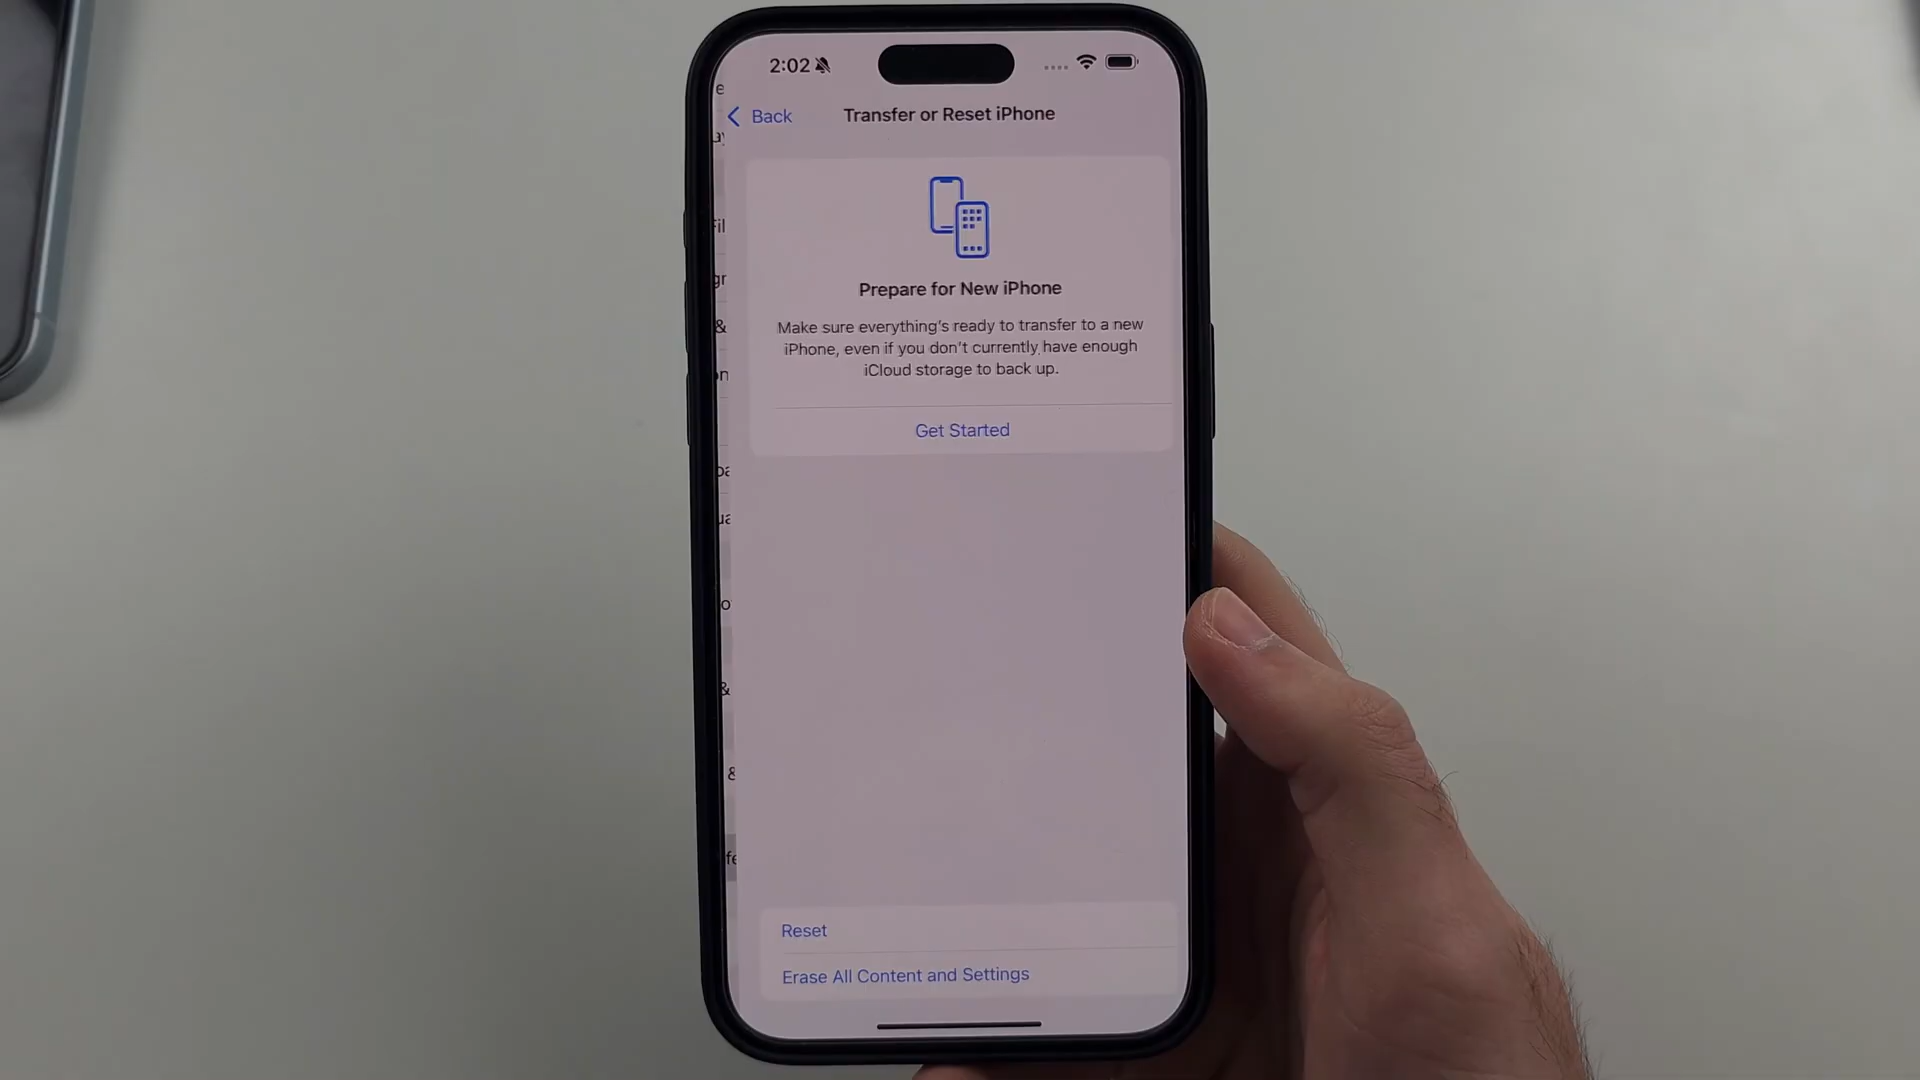 2:02
Back
Transfer or Reset iPhone
Prepare for New iPhone
Make sure everything's ready to transfer to a new
iPhone, even if you don't currently have enough
iCloud storage to back up.
Get Started
Reset
Erase All Content and Settings